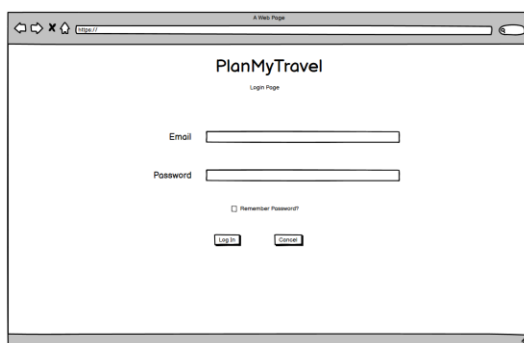 A Web Page
https://
PlanMyTravel
Login Page
Email
Password
Remember Password?
Log In Cancel